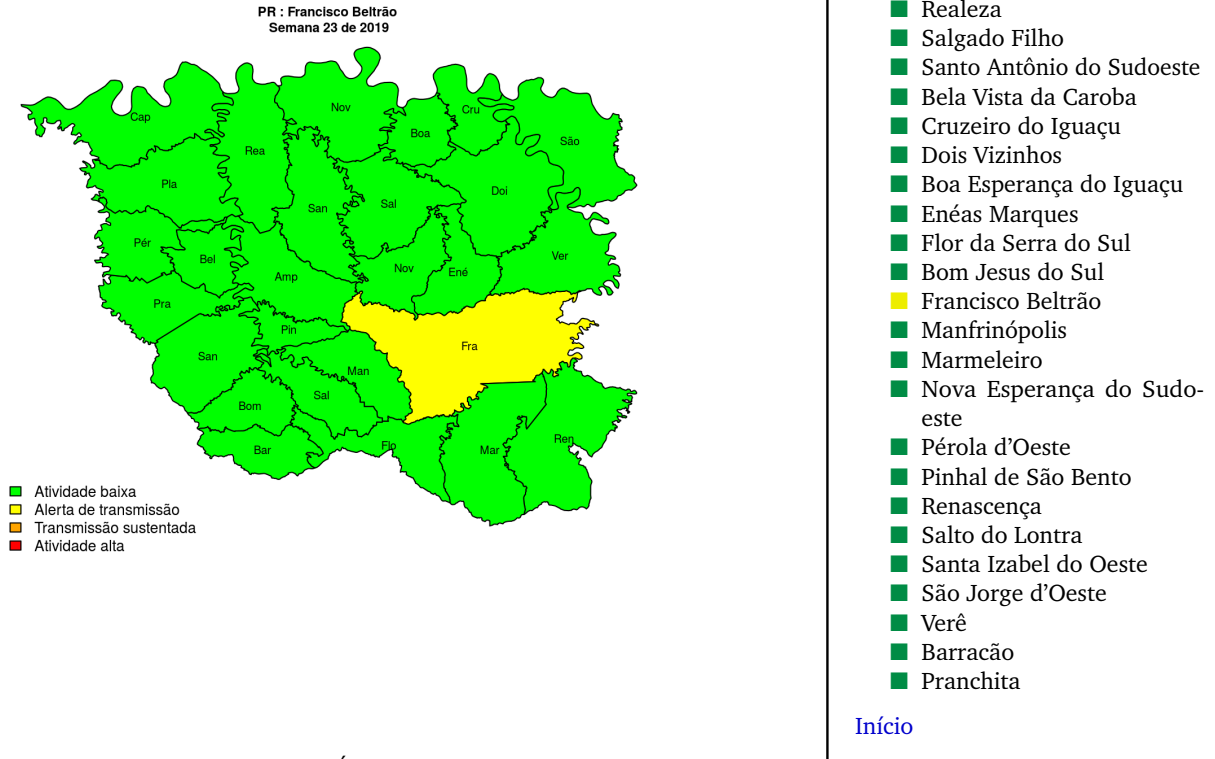 PR : Francisco Beltrão
Semana 23 de 2019
Cap
Nov
Cru
Boa
São
Rea
Pla
Doi
Sal
San
Pér
Bel
Ver
Nov
Ené
Amp
Pra
Pin
Fra
San
Man
Sal
Bom
Ren
Flo
Bar
Mar
Atividade baixa
Alerta de transmissão
Transmissão sustentada
Atividade alta
Realeza
Salgado Filho
Santo Antônio do Sudoeste
Bela Vista da Caroba
Cruzeiro do Iguaçu
Dois Vizinhos
Boa Esperança do Iguaçu
Enéas Marques
Flor da Serra do Sul
Bom Jesus do Sul
Francisco Beltrão
Manfrinópolis
Marmeleiro
Nova Esperança do Sudo-
este
Pérola d'Oeste
Pinhal de São Bento
Renascença
Salto do Lontra
Santa Izabel do Oeste
São Jorge d'Oeste
Verê
Barracão
Pranchita
Início